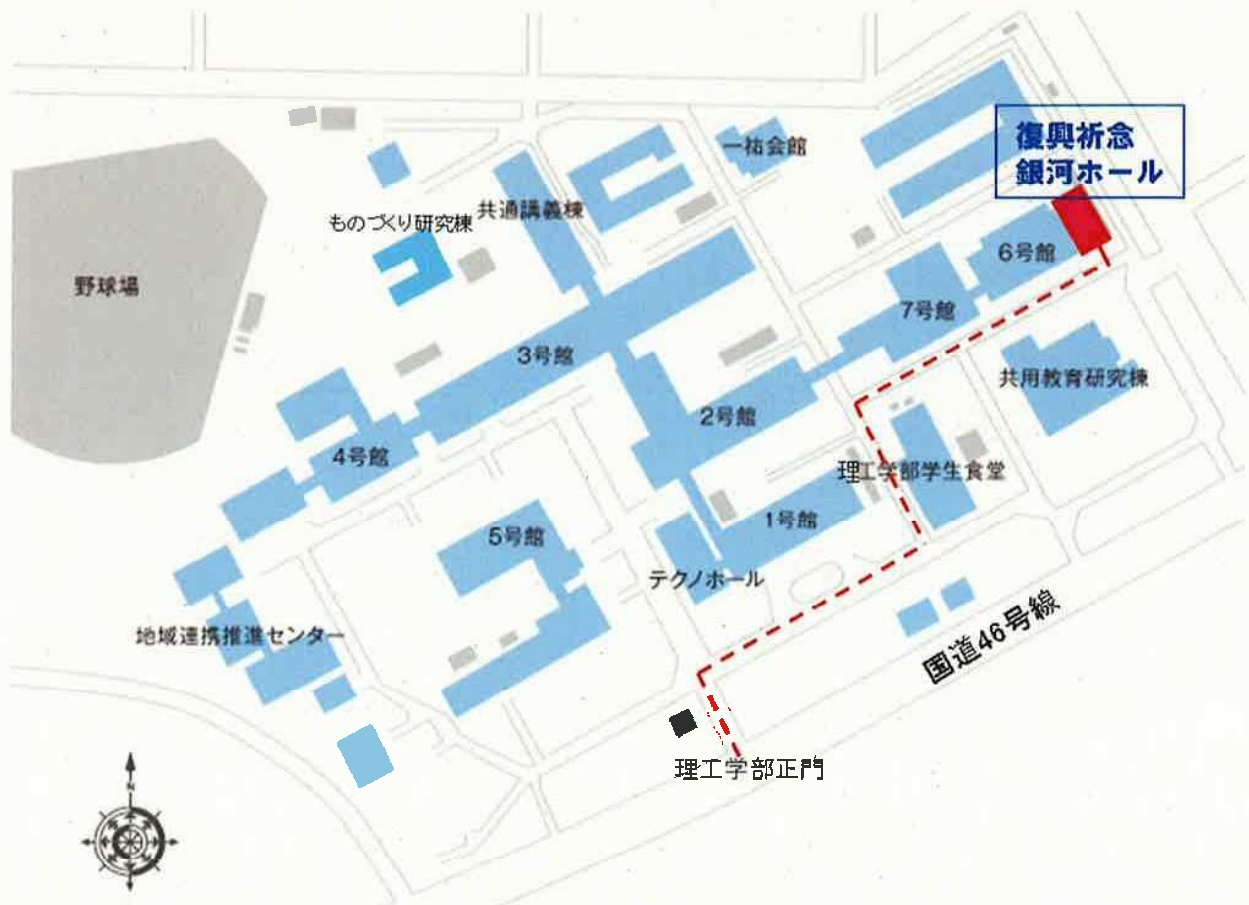 復興祈念
銀河ホール
一祐会館
共通講義棟
ものづくり研究棟
6号館
野球場
7号館
3号館
共用教育研究棟
2号館
4号館
理工学部学生食堂
1号館
5号館
テクノホール
地域連携推進センター
国道46号線
理工学部正門
N